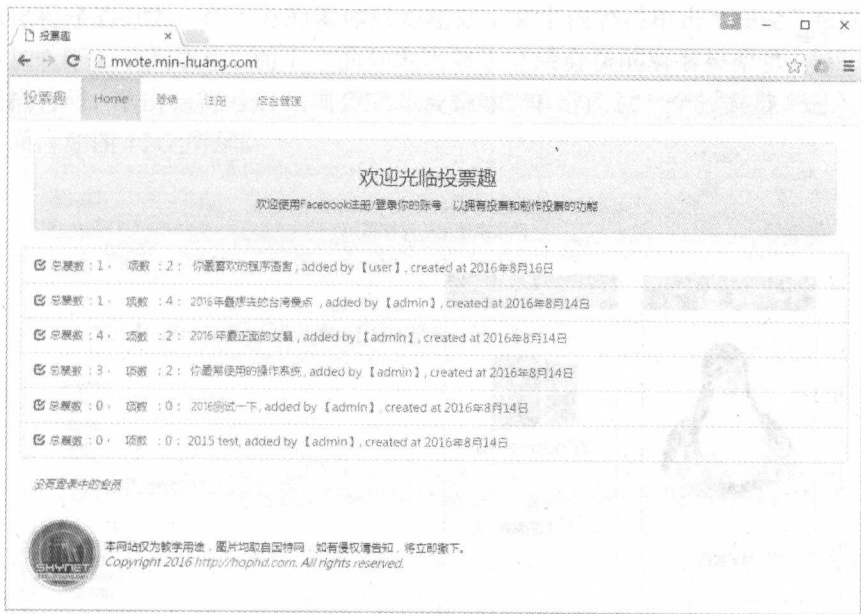 投票趣
mvote.min-huang.com
投票趣 Home 登录 注册 后台管理
欢迎光临投票趣
欢迎使用Facebook注册/登录你的账号，以拥有投票和制作投票的功能
总票数：1， 项数：2： 你最喜欢的程序语言, added by 【user】, created at 2016年8月16日
总票数：1， 项数：4： 2016年最想去的台湾景点, added by 【admin】, created at 2016年8月14日
总票数：4， 项数：2： 2016年最正面的女星, added by 【admin】, created at 2016年8月14日
总票数：3， 项数：2： 你最常使用的操作系统, added by 【admin】, created at 2016年8月14日
总票数：0， 项数：0： 2016测试一下, added by 【admin】, created at 2016年8月14日
总票数：0， 项数：0： 2015 test, added by 【admin】, created at 2016年8月14日
没有登录中的会员
SKYNET
本网站仅为教学用途，图片均取自因特网，如有侵权请告知，将立即撤下。
Copyright 2016 http://hophd.com. All rights reserved.